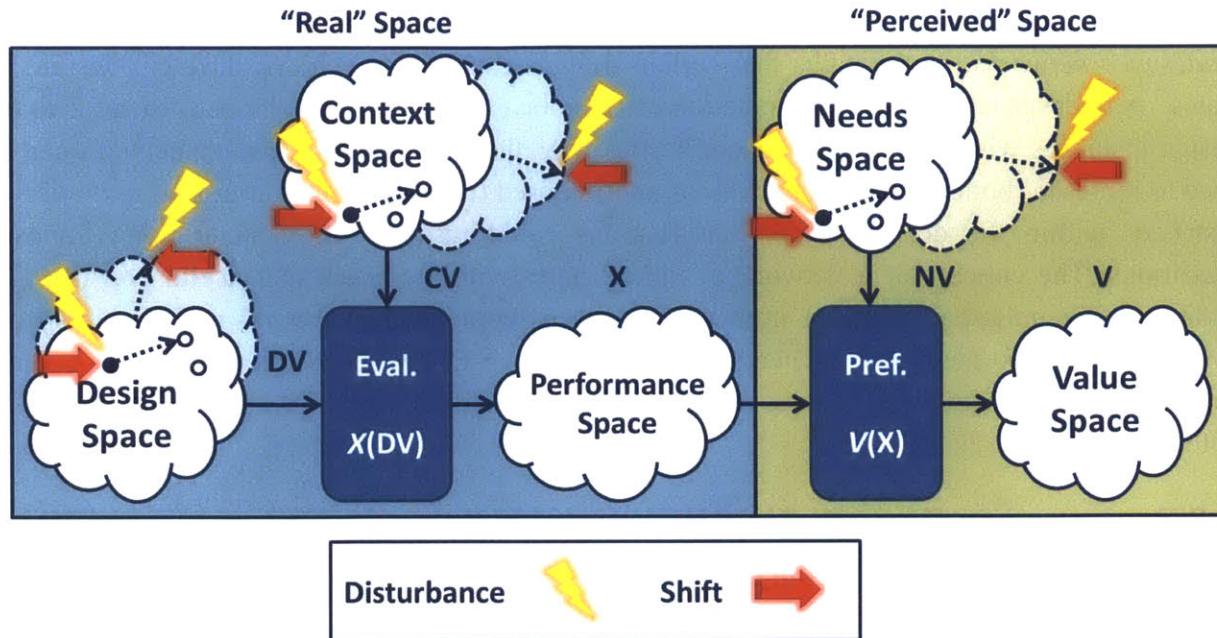 “Real” Space
“Perceived” Space
Context
Space
Needs
Space
CV
X
NV
V
DV
Design
Space
Eval.
X(DV)
Performance
Space
Pref.
V(X)
Value
Space
Disturbance
Shift